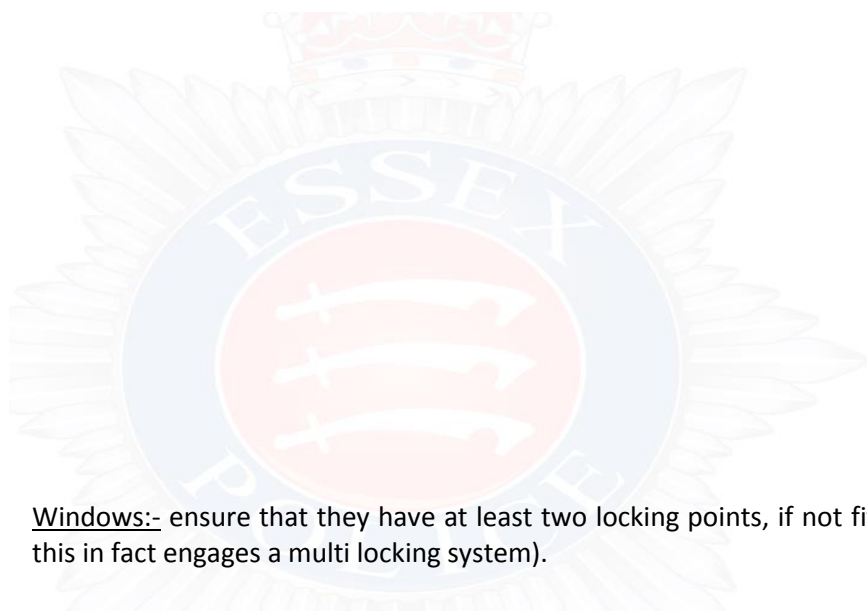 ESSEX
POLICE
Windows:- ensure that they have at least two locking points, if not
this in fact engages a multi locking system).